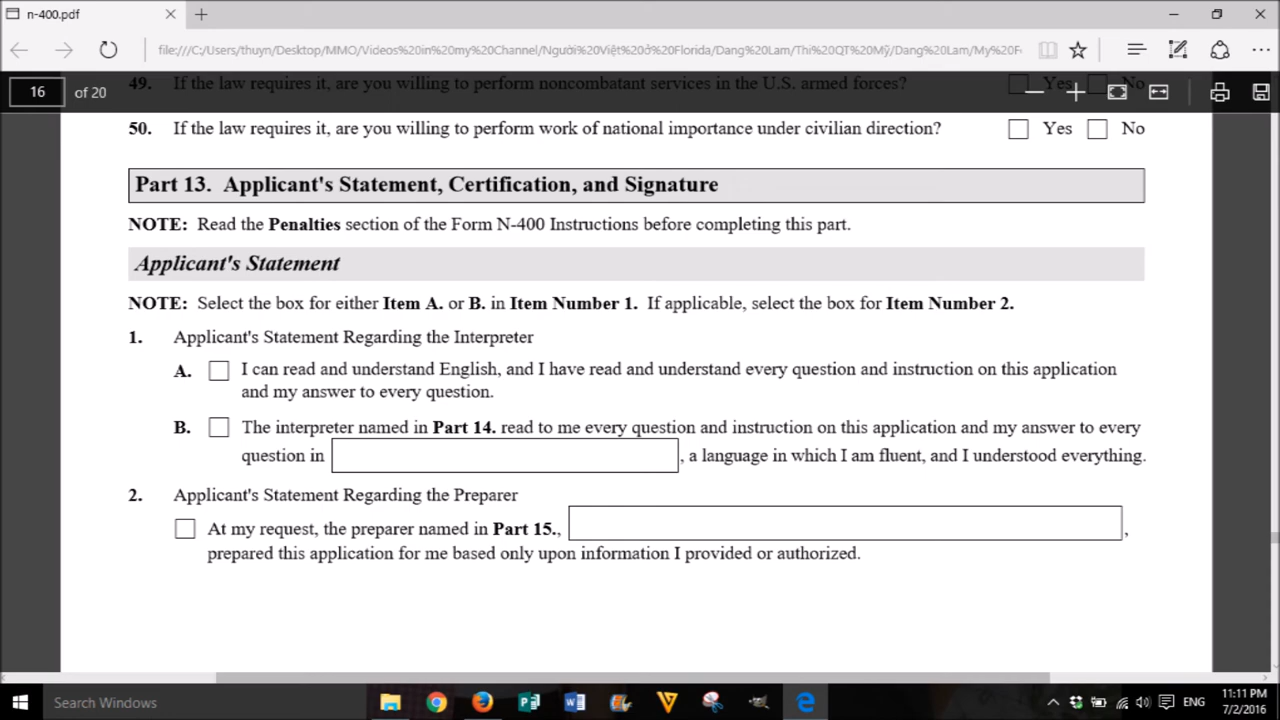 n-400.pdf
file:///C:/Users/thuyn/Desktop/MMO/Videos%20in%20my%20Channel/Người%20Việt%20ở%20Florida/Dang%20Lam/Thi%20QT%20Mỹ/Dang%20Lam/My%20F
49. If the law requires it, are you willing to perform noncombatant services in the U.S. armed forces? Yes No
16 of 20
50. If the law requires it, are you willing to perform work of national importance under civilian direction? Yes No
Part 13. Applicant's Statement, Certification, and Signature
NOTE: Read the Penalties section of the Form N-400 Instructions before completing this part.
Applicant's Statement
NOTE: Select the box for either Item A. or B. in Item Number 1. If applicable, select the box for Item Number 2.
1. Applicant's Statement Regarding the Interpreter
A. I can read and understand English, and I have read and understand every question and instruction on this application
and my answer to every question.
B. The interpreter named in Part 14. read to me every question and instruction on this application and my answer to every
question in , a language in which I am fluent, and I understood everything.
2. Applicant's Statement Regarding the Preparer
At my request, the preparer named in Part 15., ,
prepared this application for me based only upon information I provided or authorized.
Search Windows
ENG
11:11 PM
7/2/2016